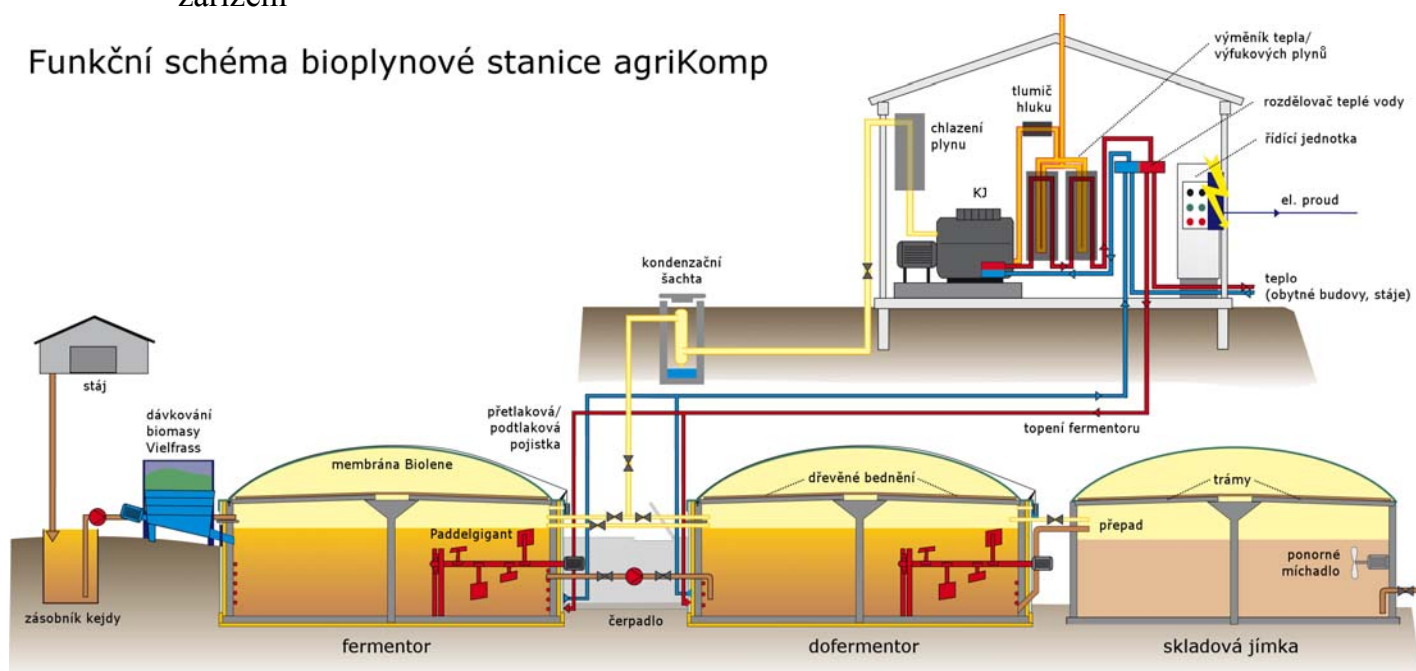 zařízení
Funkční schéma bioplynové stanice agriKomp
výměník tepla/
výfukových plynů
tlumič
hluku
rozdělovač teplé vody
chlazení
plynu
řídící jednotka
KJ
el. proud
kondenzační
šachta
teplo
(obytné budovy, stáje)
stáj
dávkování
biomasy
Vielfrass
přetlaková/
podtlaková
pojistka
topení fermentoru
membrána Biolene
dřevěné bednění
trámy
Paddelgigant
přepad
ponorné
míchadlo
zásobník kejdy
čerpadlo
fermentor
dofermentor
skladová jímka